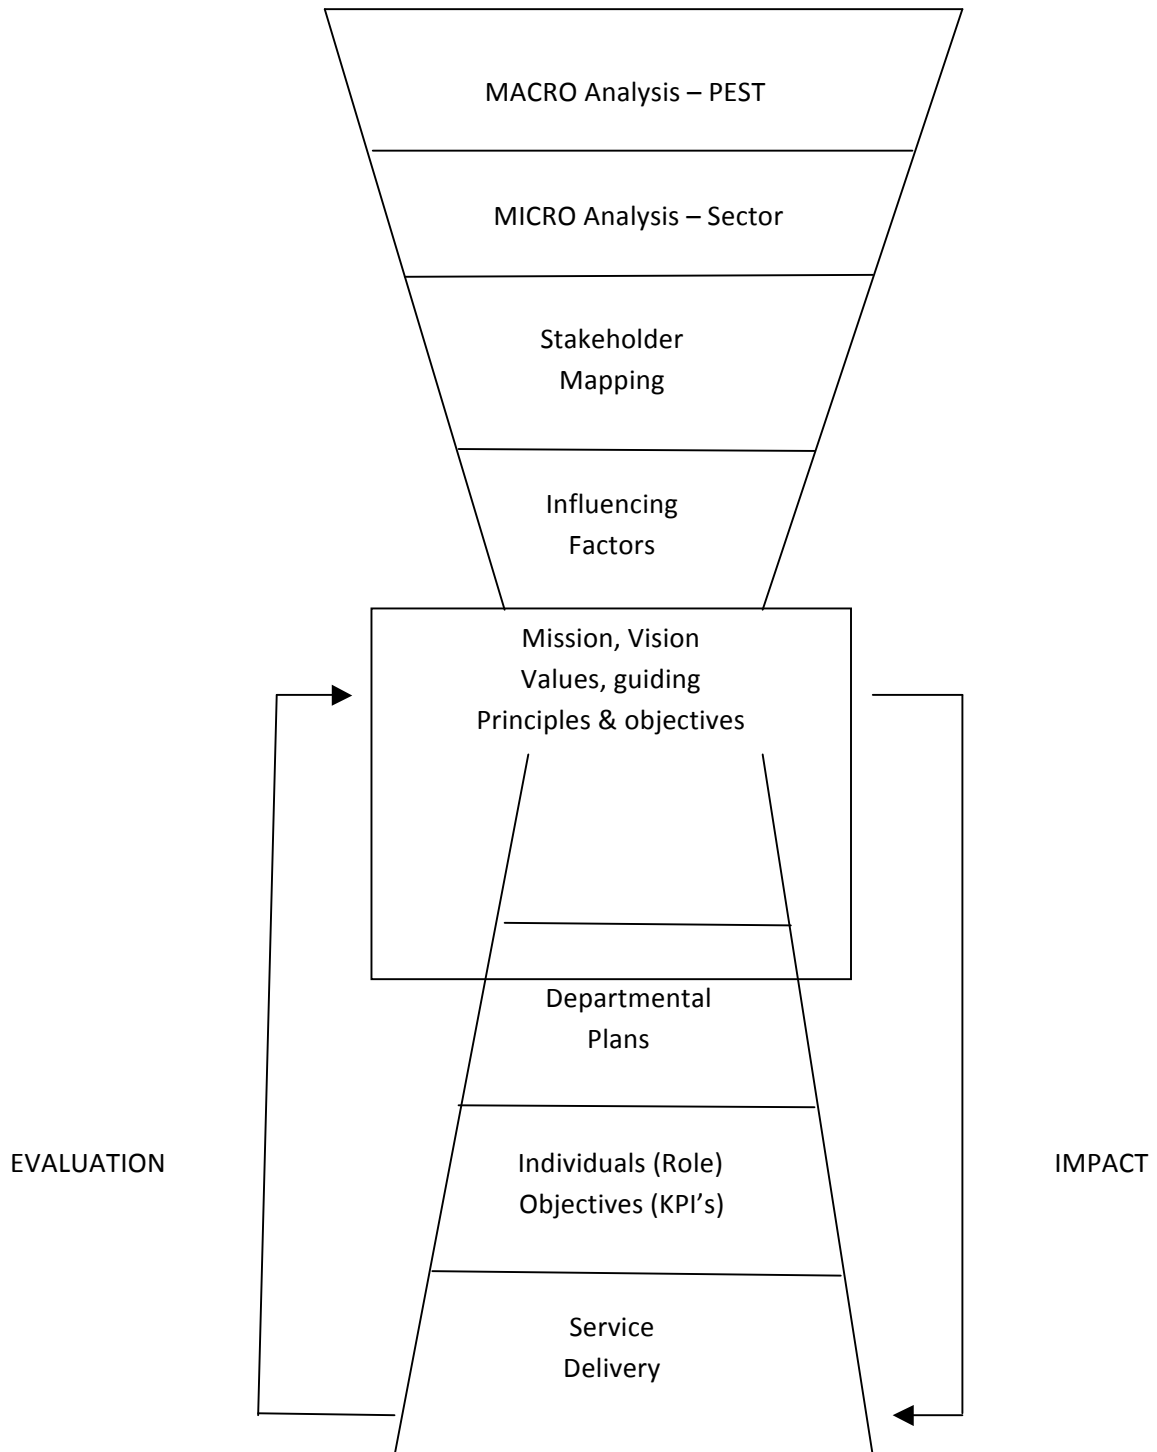 MACRO Analysis – PEST
MICRO Analysis – Sector
Stakeholder
Mapping
Influencing
Factors
Mission, Vision
Values, guiding
Principles & objectives
Departmental
Plans
EVALUATION
Individuals (Role)
Objectives (KPI’s)
IMPACT
Service
Delivery